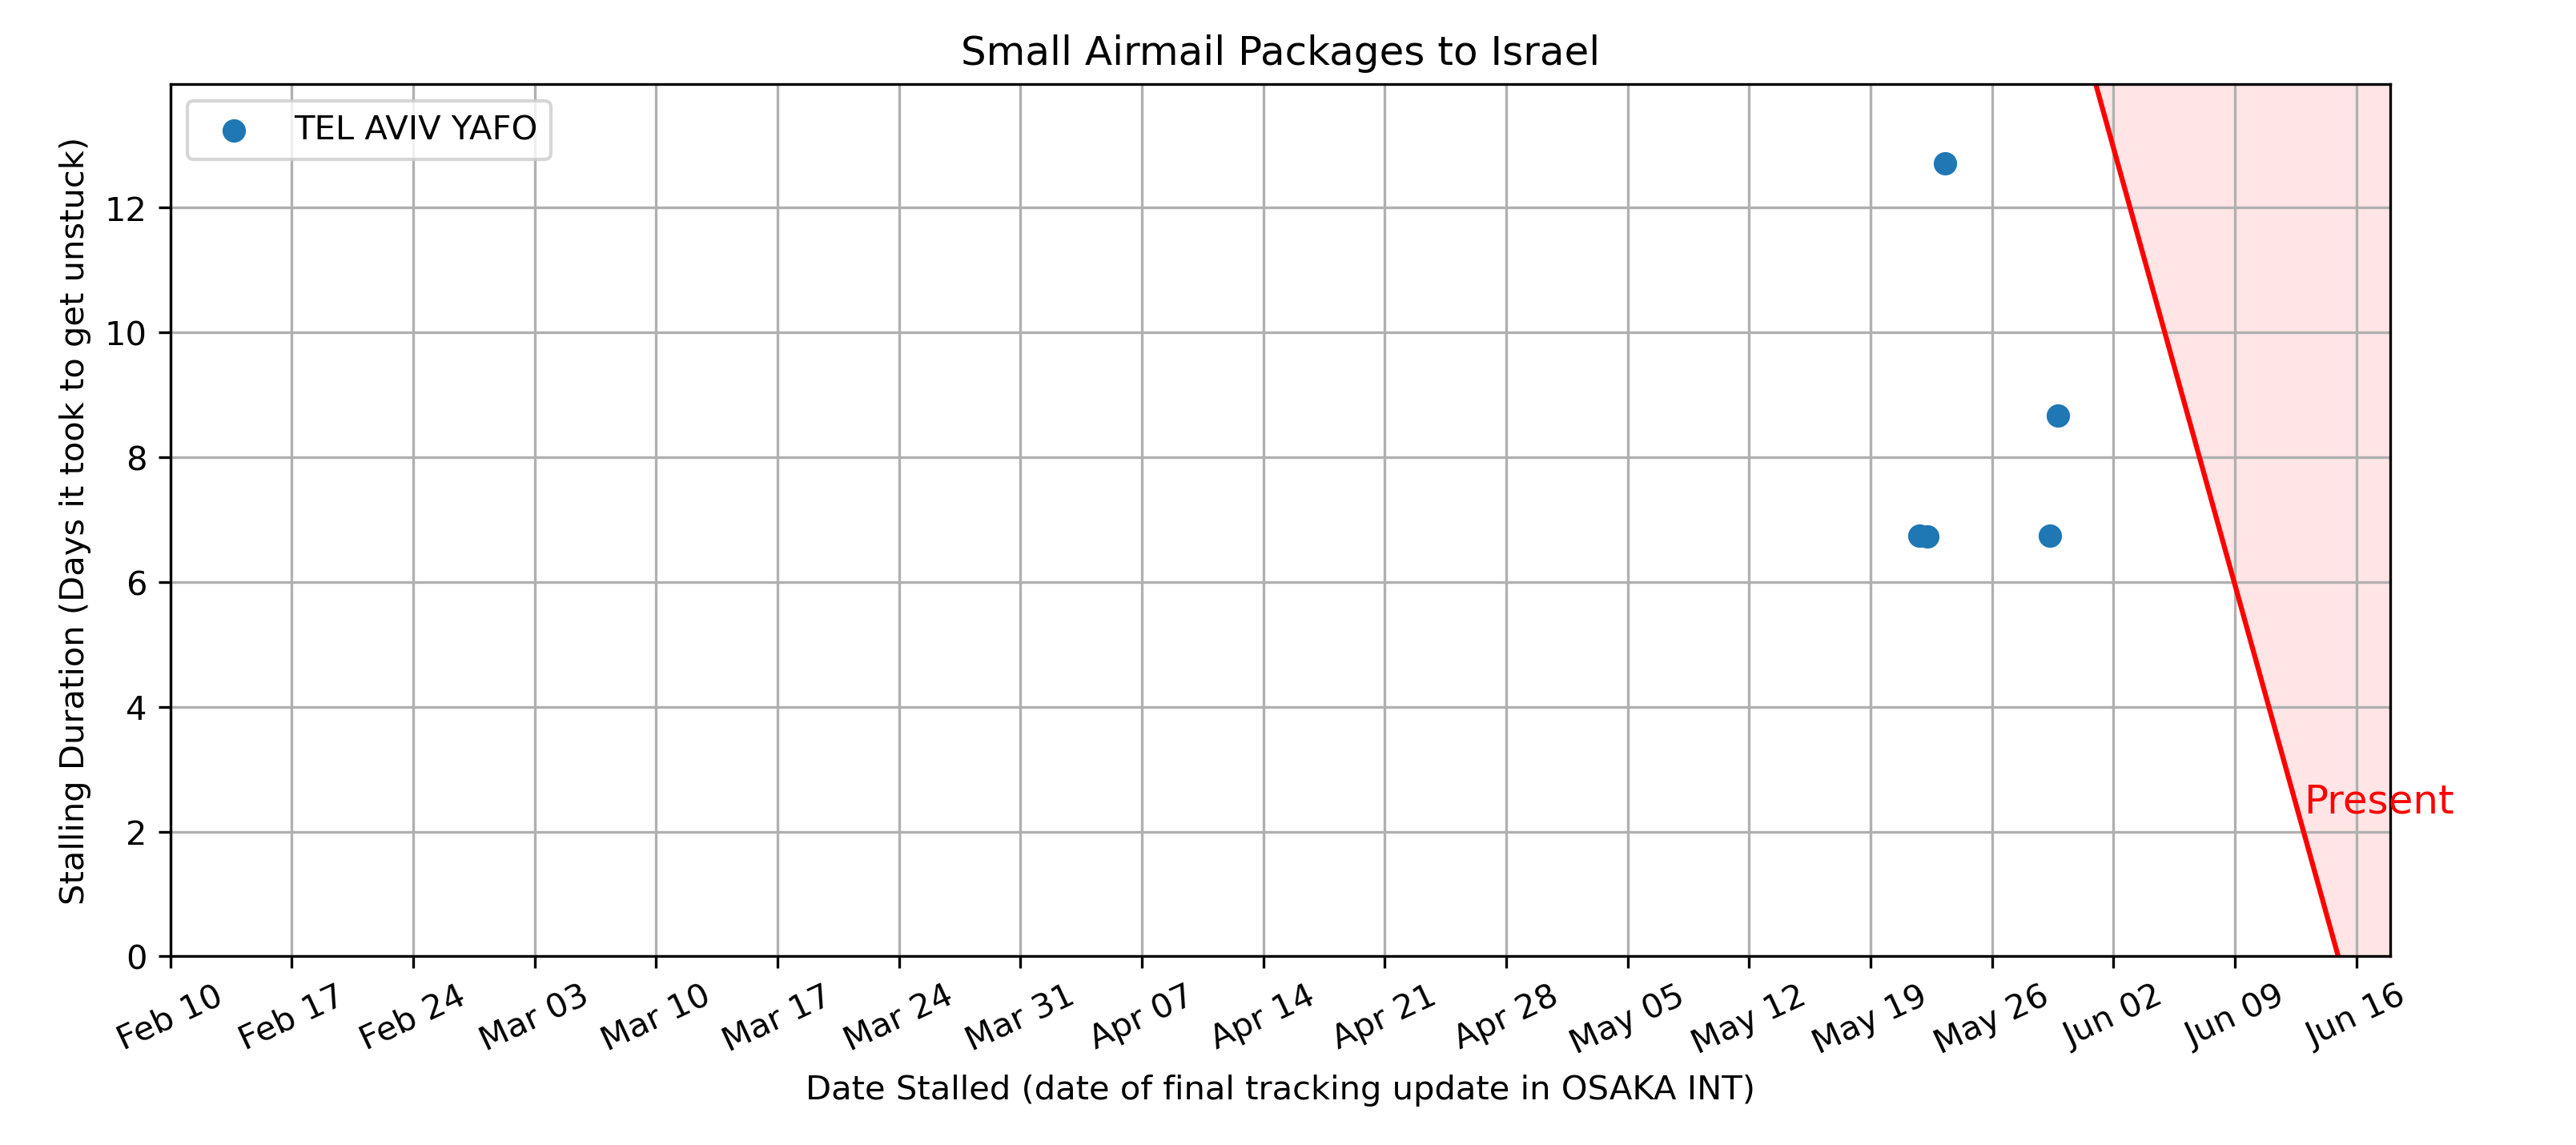 Small Airmail Packages to Israel
TEL AVIV YAFO
Stalling Duration (Days it took to get unstuck)
12
10
8
6
4
2
0
Present
Feb 10
Feb 17
Feb 24
Mar 03
Mar 10
Mar 17
Mar 24
Mar 31
Apr 07
Apr 14
Apr 21
Apr 28
May 05
May 12
May 19
May 26
Jun 02
Jun 09
Jun 16
Date Stalled (date of final tracking update in OSAKA INT)